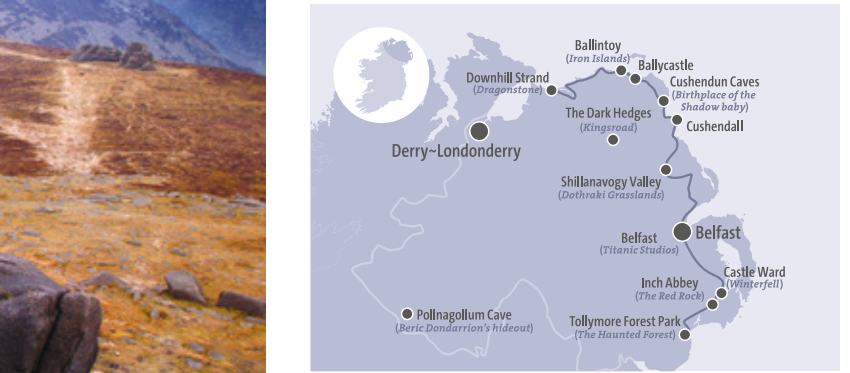 Ballintoy
(Iron Islands)
Ballycastle
Downhill Strand
(Dragonstone)
Cushendun Caves
(Birthplace of the
Shadow baby)
The Dark Hedges
(Kingsroad)
Cushendall
Derry~Londonderry
Shillanavogy Valley
(Dothraki Grasslands)
Belfast
(Titanic Studios)
Belfast
Castle Ward
(Winterfell)
Inch Abbey
(The Red Rock)
Pollnagollum Cave
(Beric Dondarrion's hideout)
Tollymore Forest Park
(The Haunted Forest)